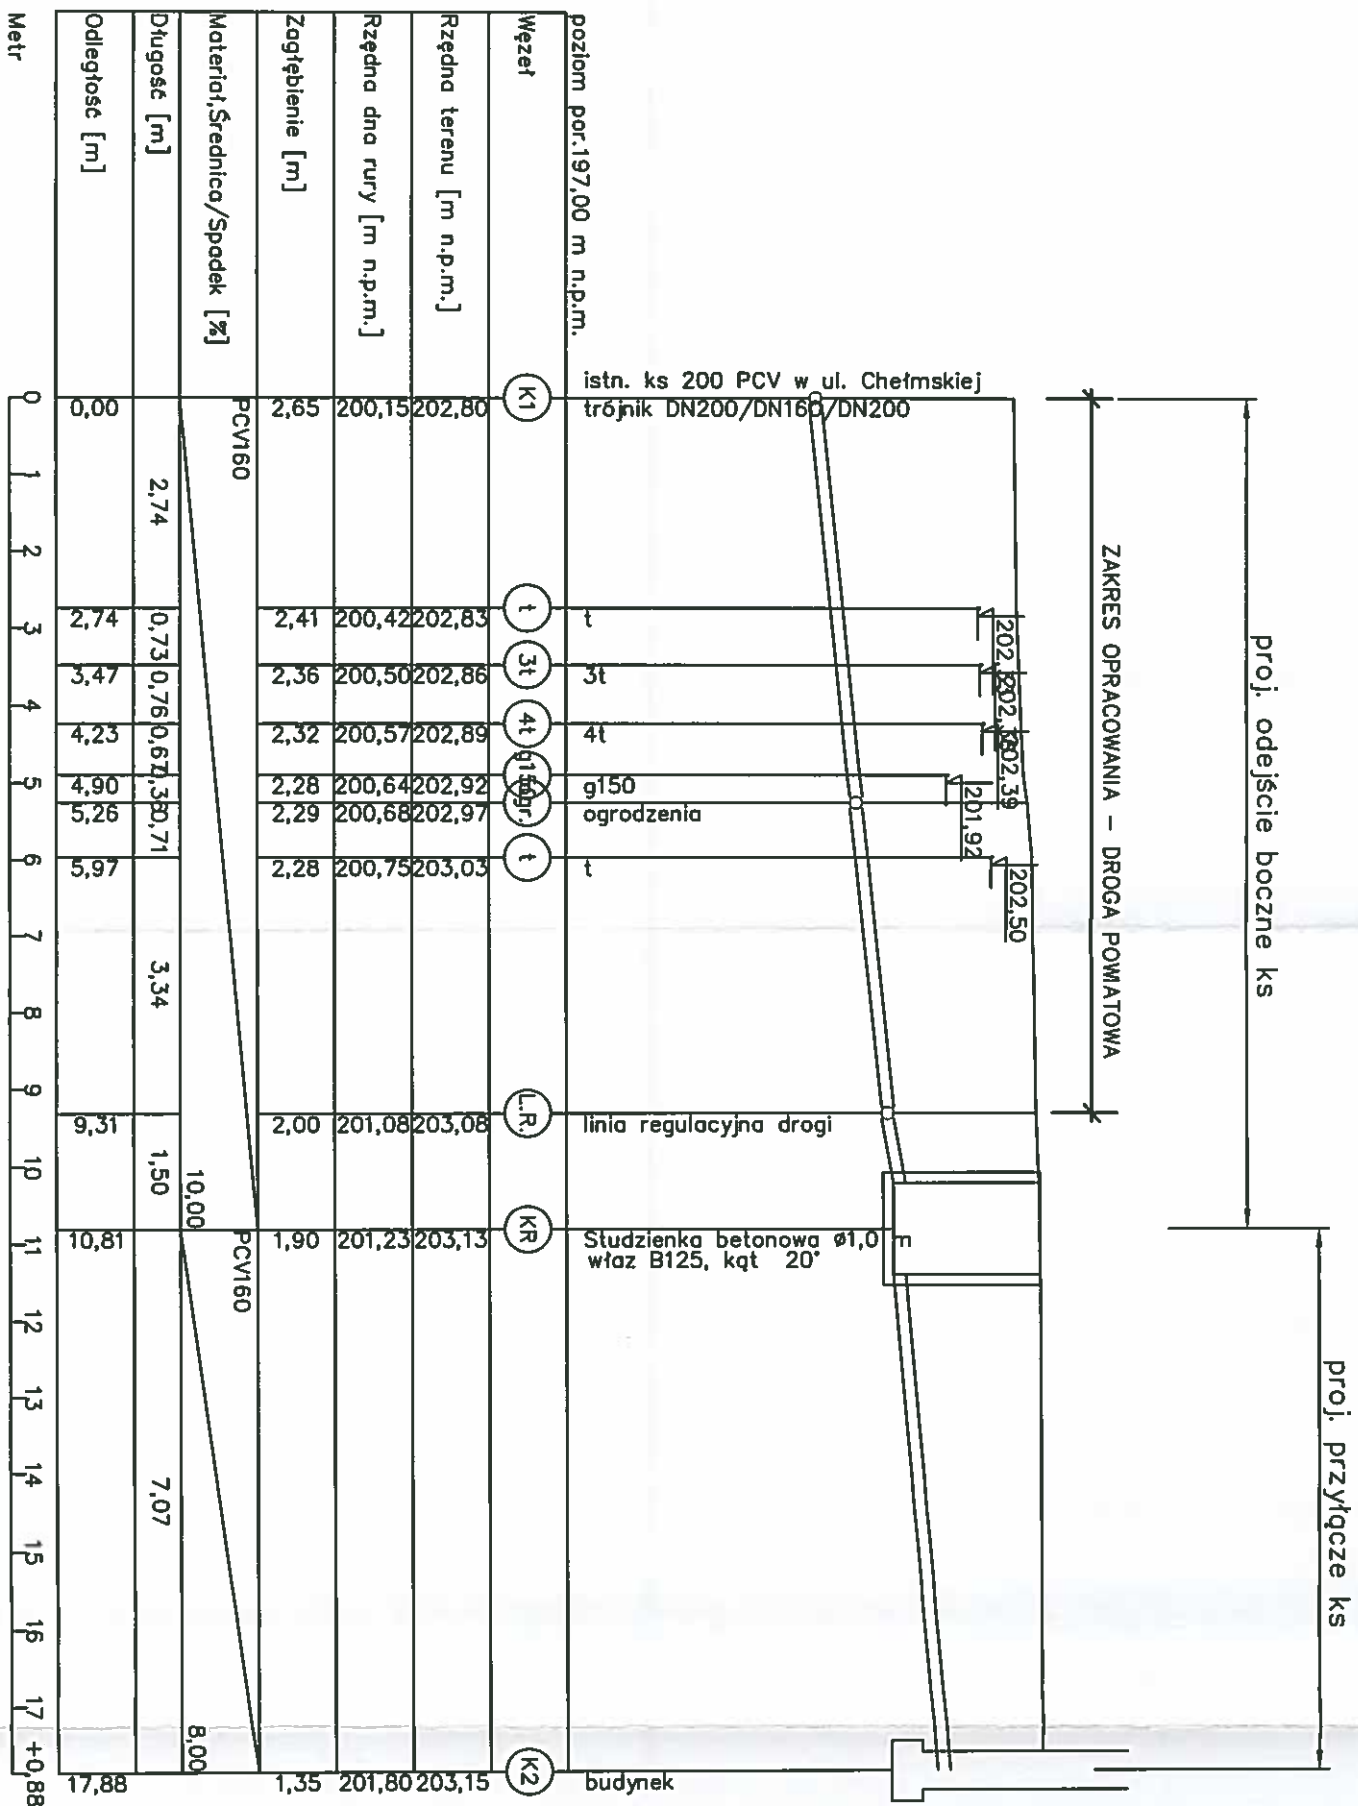 proj. odejście boczne ks
proj. przyłącze ks
ZAKRES OPRACOWANIA – DROGA POWIATOWA
202,39
201,92
202,50
istn. ks 200 PCV w ul. Chełmskiej
trójnik DN200/DN160/DN200
t
3t
4t
g150
ogrodzenia
t
linia regulacyjna drogi
Studzienka betonowa ø1,0 m
właz B125, kąt 20°
budynek
poziom por.197,00 m n.p.m.
Węzeł K1 t 3t 4t g150 ogr. t L.R. KR K2
Rzędna terenu [m n.p.m.] 202,80 202,83 202,86 202,89 202,92 202,97 203,03 203,08 203,13 203,15
Rzędna dna rury [m n.p.m.] 200,15 200,42 200,50 200,57 200,64 200,68 200,75 201,08 201,23 201,80
Zagłębienie [m] 2,65 2,41 2,36 2,32 2,28 2,29 2,28 2,00 1,90 1,35
Materiał,Średnica/Spadek [%] PCV160 10,00 PCV160 8,00
Długość [m] 2,74 0,73 0,76 0,67 0,71 3,34 1,50 7,07
Odległość [m] 0,00 2,74 3,47 4,23 4,90 5,26 5,97 9,31 10,81 17,88
Metr 0 1 2 3 4 5 6 7 8 9 10 11 12 13 14 15 16 17 +0,88